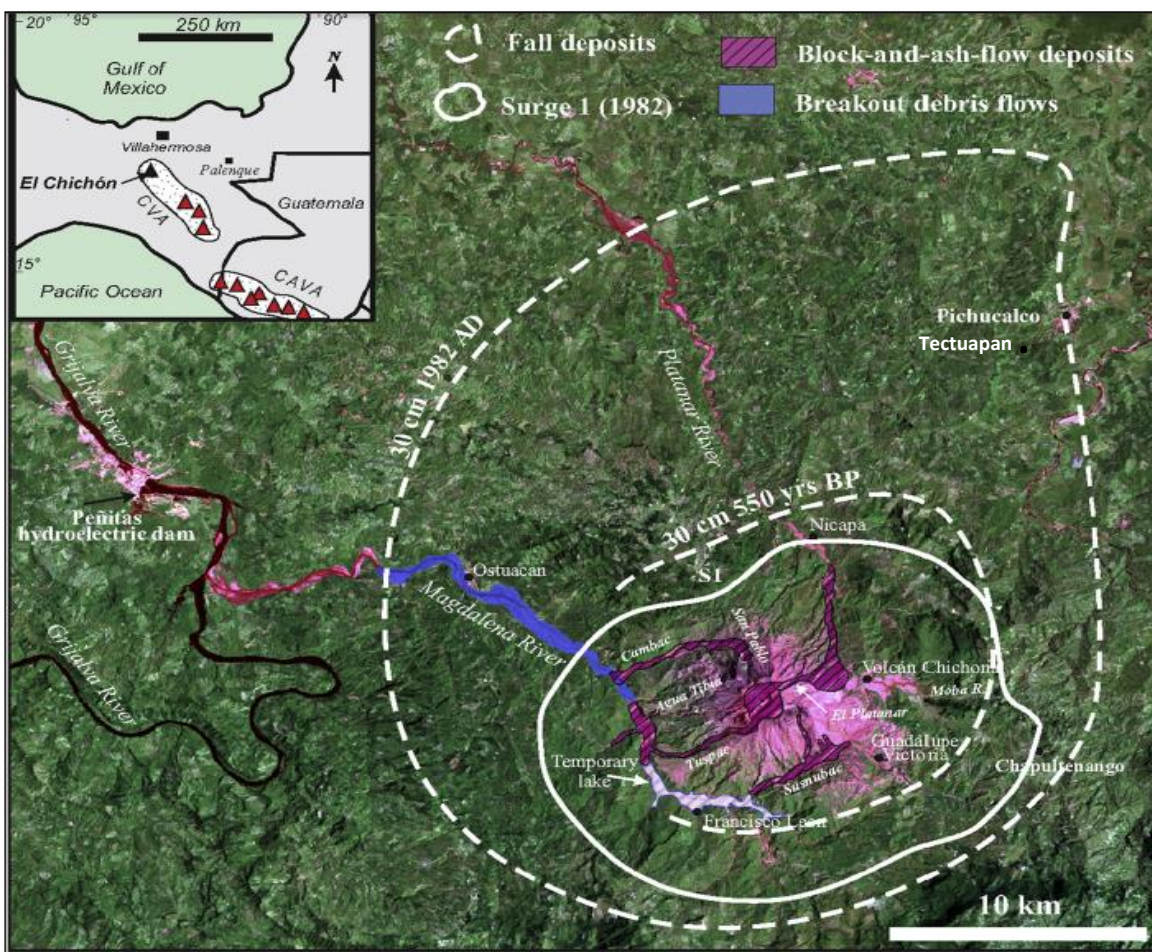 20° 95° 90°
250 km
Gulf of
Mexico
N
Villahermosa
Palenque
El Chichón
CVA
Guatemala
15°
CAVA
Pacific Ocean
Fall deposits
Surge 1 (1982)
Block-and-ash-flow deposits
Breakout debris flows
Pichucalco
Tectuapan
Grijalva River
30 cm 1982 AD
Platanar River
Peñitas
hydroelectric dam
30 cm 550 yrs BP
Nicapa
S1
Ostuacan
Magdalena River
Grijalva River
Cambac
San Pablo
Agua Tibia
Volcán Chichonal
Moba R.
El Platanar
Tuspac
Guadalupe
Victoria
Temporary
lake
Susnubac
Chapultenango
Francisco León
10 km